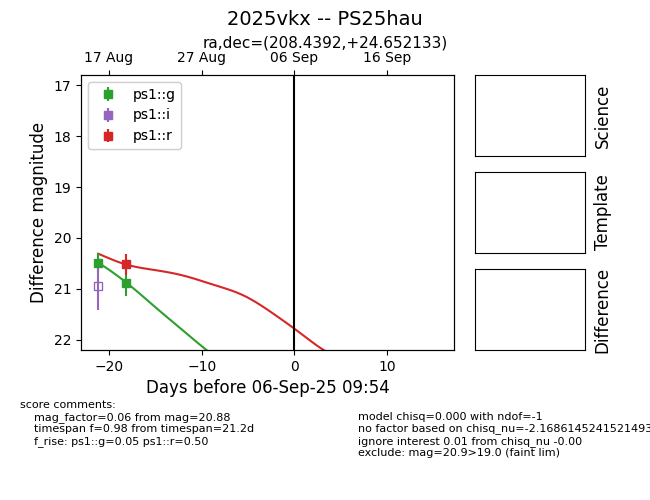 2025vkx -- PS25hau
ra,dec=(208.4392,+24.652133)
17 Aug 27 Aug 06 Sep 16 Sep
ps1::g
ps1::i
ps1::r
17
18
19
20
21
22
Difference magnitude
−20 −10 0 10
Days before 06-Sep-25 09:54
Science
Template
Difference
score comments:
mag_factor=0.06 from mag=20.88
timespan f=0.98 from timespan=21.2d
f_rise: ps1::g=0.05 ps1::r=0.50
model chisq=0.000 with ndof=-1
no factor based on chisq_nu=-2.1686145241521493
ignore interest 0.01 from chisq_nu -0.00
exclude: mag=20.9>19.0 (faint lim)